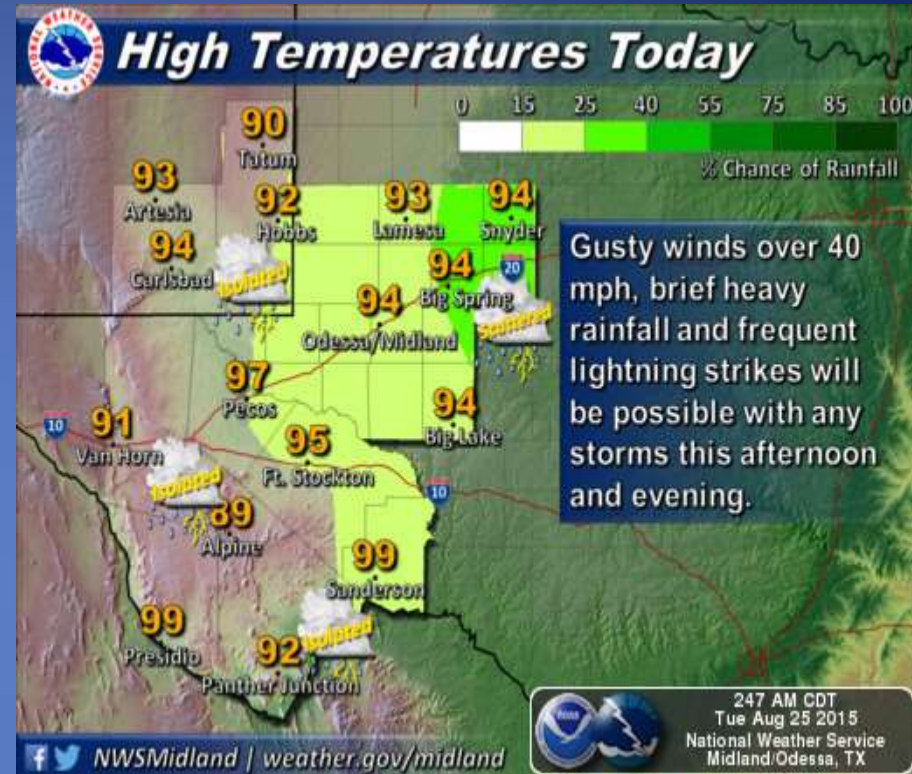 NATIONAL WEATHER SERVICE
High Temperatures Today
0 15 25 40 55 75 85 100
% Chance of Rainfall
90
Tatum
93
Artesia
92
Hobbs
93
Lamesa
94
Snyder
94
Carlsbad
Isolated
94
Big Spring
20
Scattered
94
Odessa/Midland
Gusty winds over 40
mph, brief heavy
rainfall and frequent
lightning strikes will
be possible with any
storms this afternoon
and evening.
97
Pecos
94
Big Lake
10
91
Van Horn
95
Ft. Stockton
Isolated
10
89
Alpine
99
Sanderson
99
Presidio
Isolated
92
Panther Junction
NWSMidland | weather.gov/midland
noaa
247 AM CDT
Tue Aug 25 2015
National Weather Service
Midland/Odessa, TX